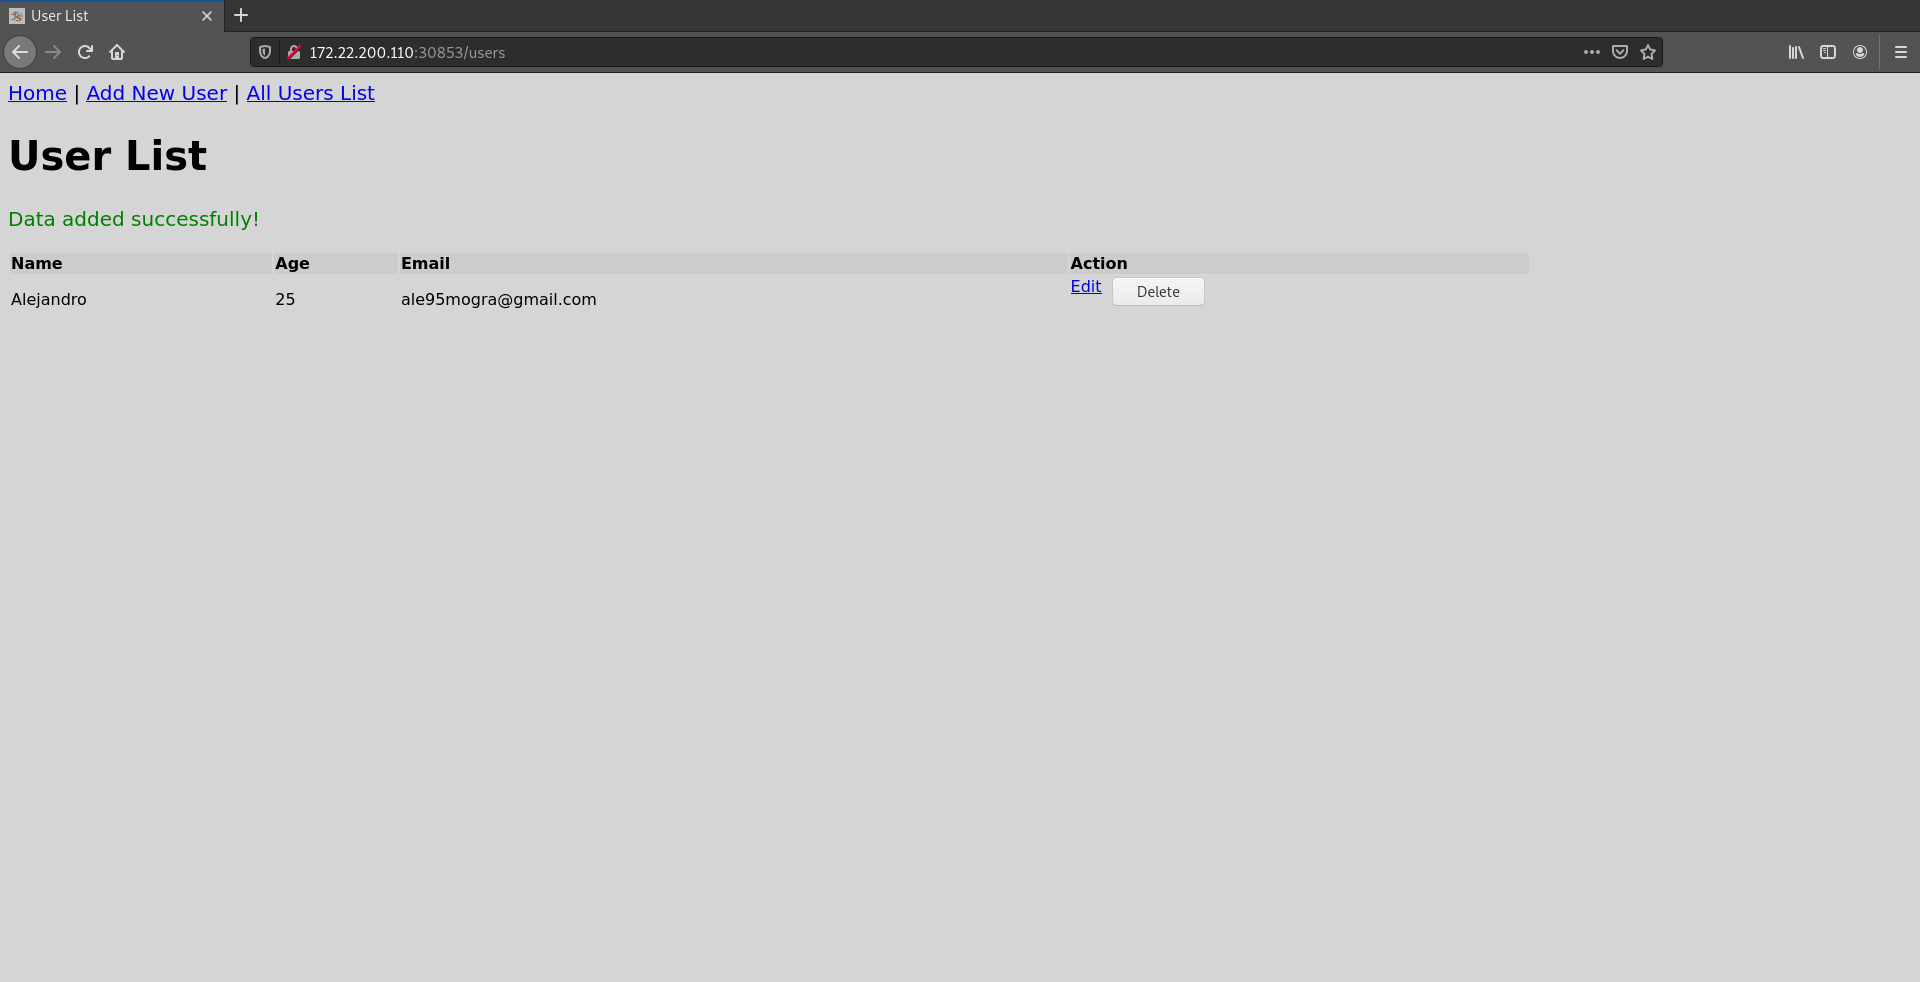 User List
172.22.200.110:30853/users
Home | Add New User | All Users List
User List
Data added successfully!
Name Age Email Action
Alejandro 25 ale95mogra@gmail.com Edit Delete